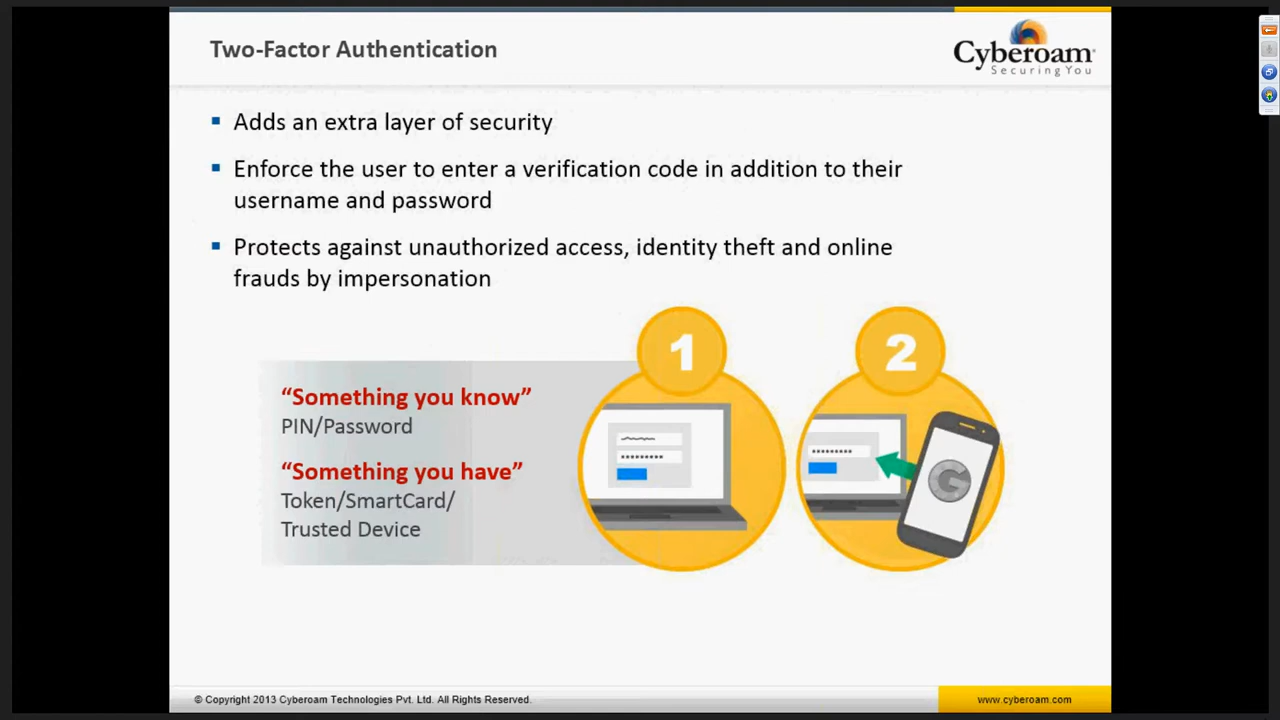 Two-Factor Authentication
Cyberoam
Securing You
Adds an extra layer of security
Enforce the user to enter a verification code in addition to their
username and password
Protects against unauthorized access, identity theft and online
frauds by impersonation
1
2
“Something you know”
PIN/Password
“Something you have”
Token/SmartCard/
Trusted Device
G
© Copyright 2013 Cyberoam Technologies Pvt. Ltd. All Rights Reserved.
www.cyberoam.com